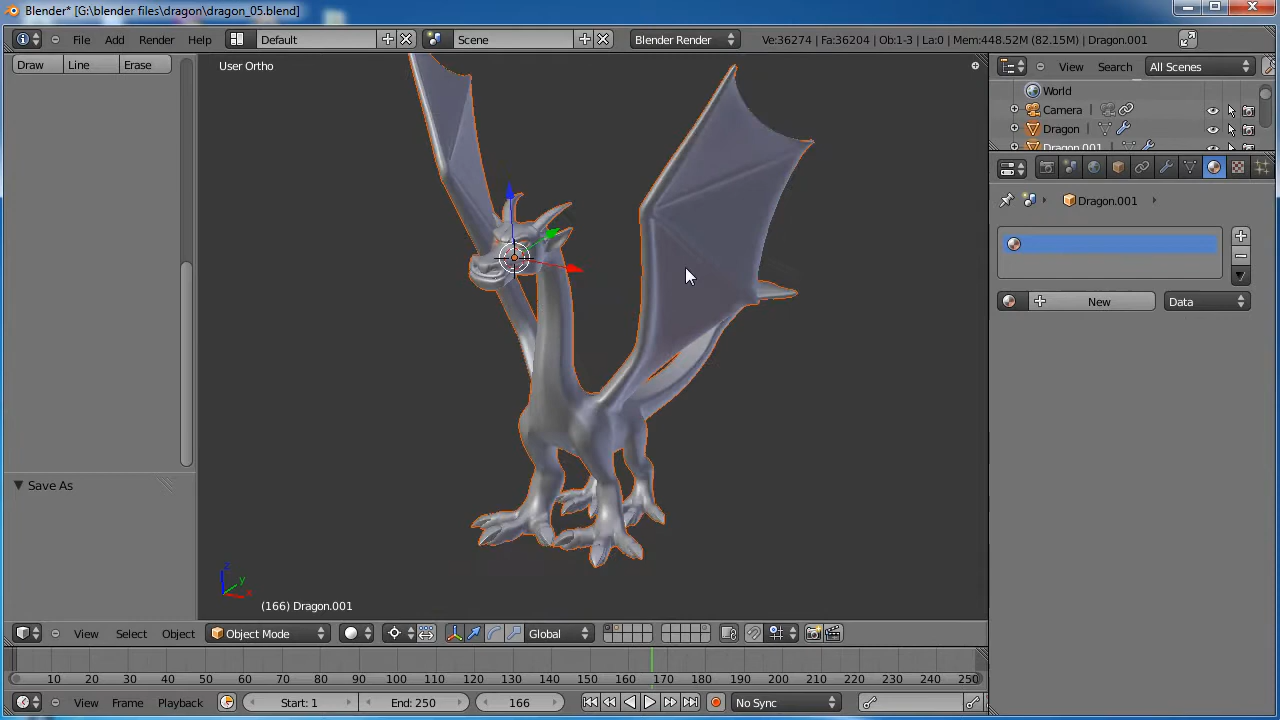 Blender* [G:\blender files\dragon\dragon_05.blend]
File Add Render Help Default Scene Blender Render Ve:36274 | Fa:36204 | Ob:1-3 | La:0 | Mem:448.52M (82.15M) | Dragon.001
Draw Line Erase
User Ortho
View Search All Scenes
World
Camera
Dragon
Dragon.001
Dragon.001
New Data
Save As
z
y
x
(166) Dragon.001
View Select Object Object Mode Global
10 20 30 40 50 60 70 80 90 100 110 120 130 140 150 160 170 180 190 200 210 220 230 240 250
View Frame Playback Start: 1 End: 250 166 No Sync